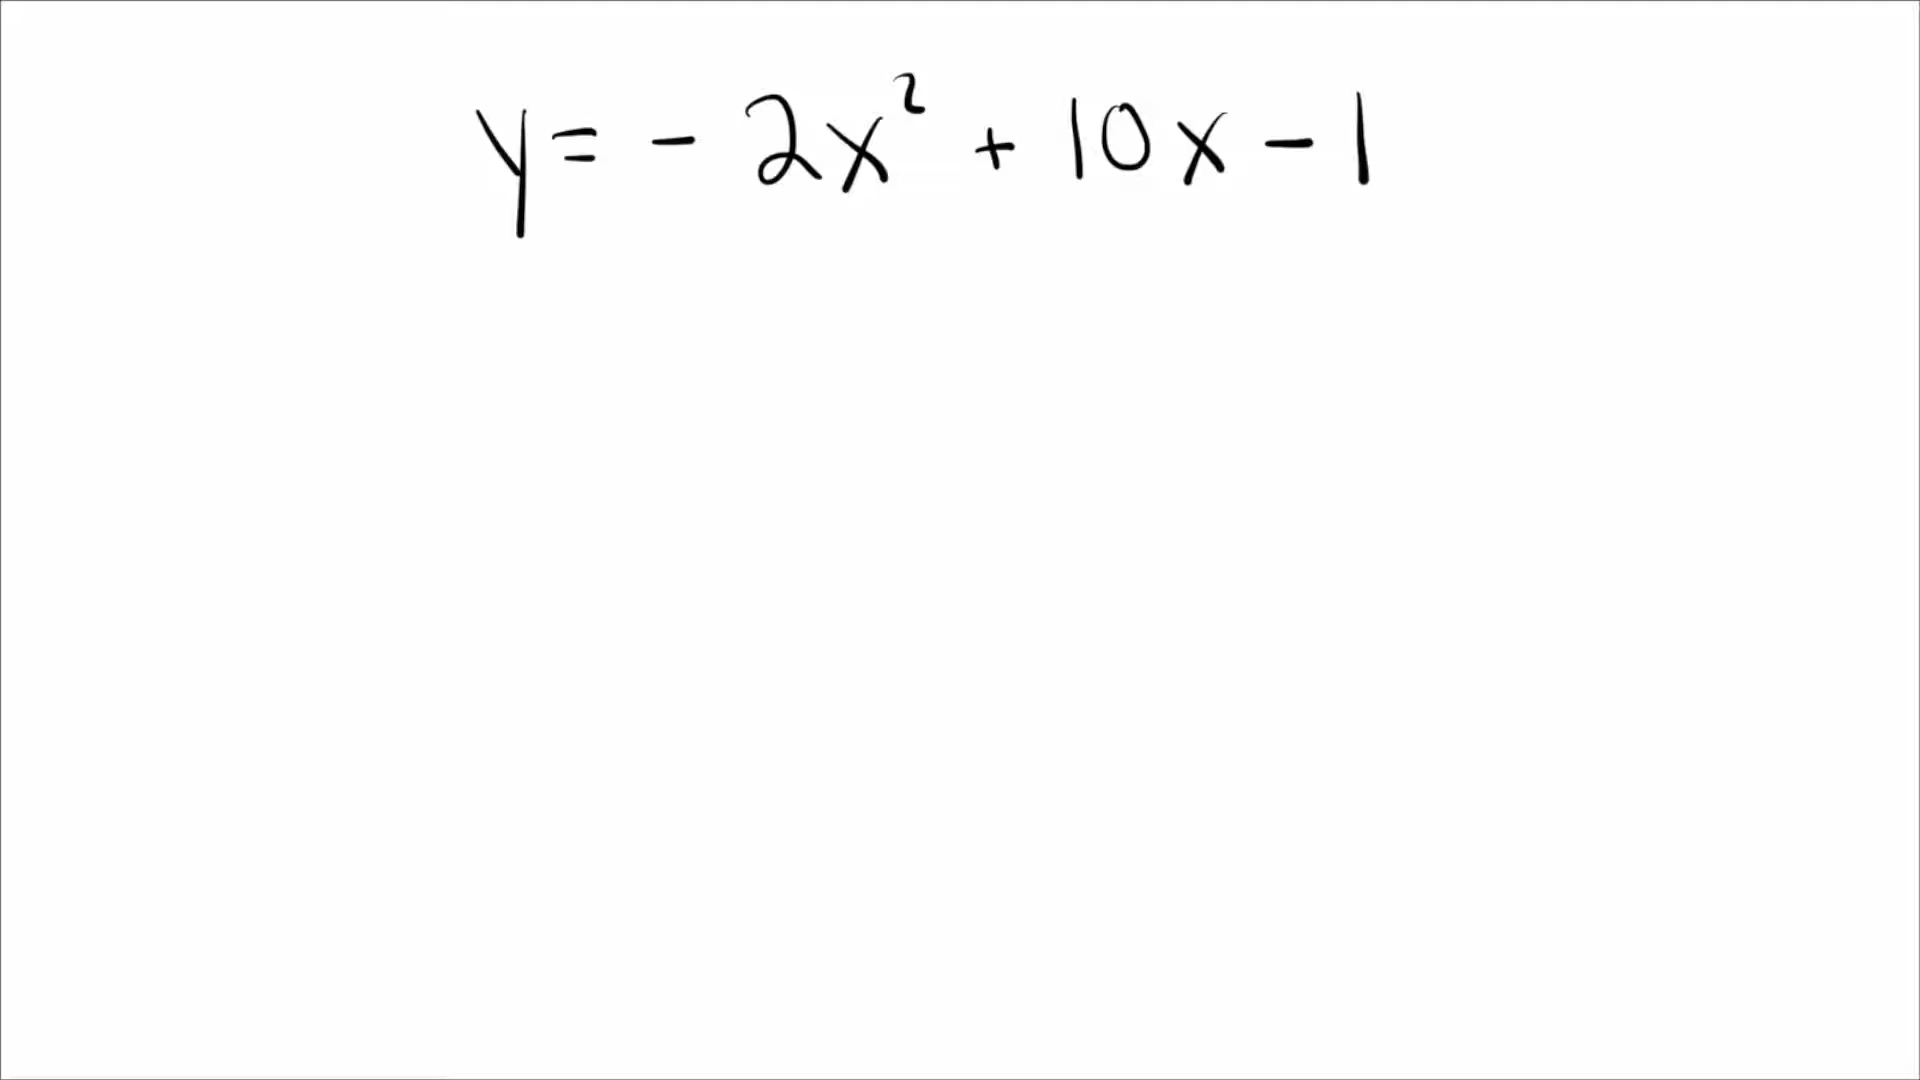 y = - 2x² + 10x - 1